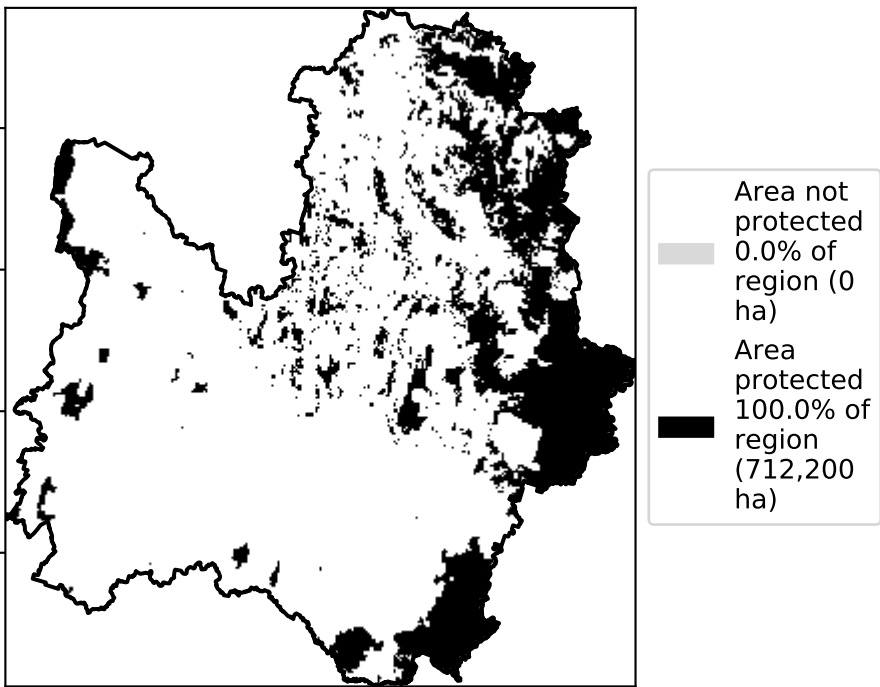 Area not
protected
0.0% of
region (0
ha)
Area
protected
100.0% of
region
(712,200
ha)